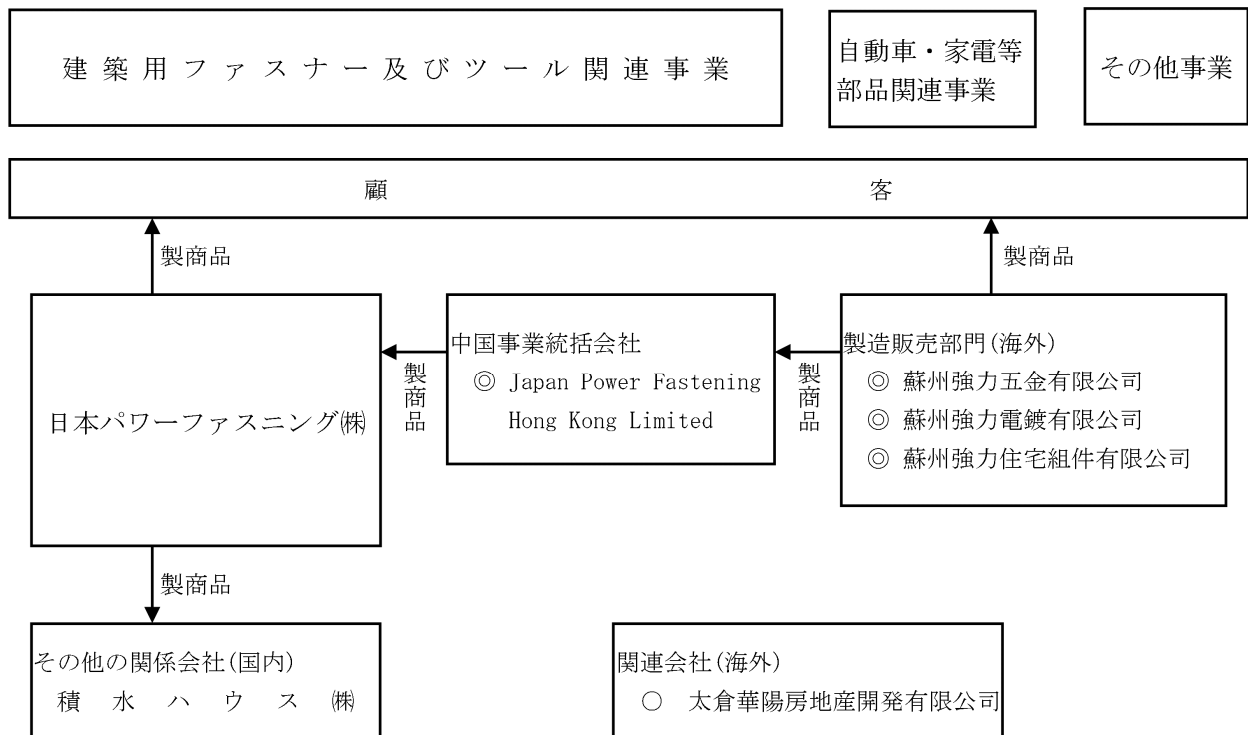 建築用ファスナー及びツール関連事業
自動車・家電等
部品関連事業
その他事業
顧客
製商品
製商品
日本パワーファスニング㈱
製商品
中国事業統括会社
◎ Japan Power Fastening
Hong Kong Limited
製商品
製造販売部門(海外)
◎ 蘇州強力五金有限公司
◎ 蘇州強力電鍍有限公司
◎ 蘇州強力住宅組件有限公司
製商品
その他の関係会社(国内)
積水ハウス㈱
関連会社(海外)
○ 太倉華陽房地産開発有限公司